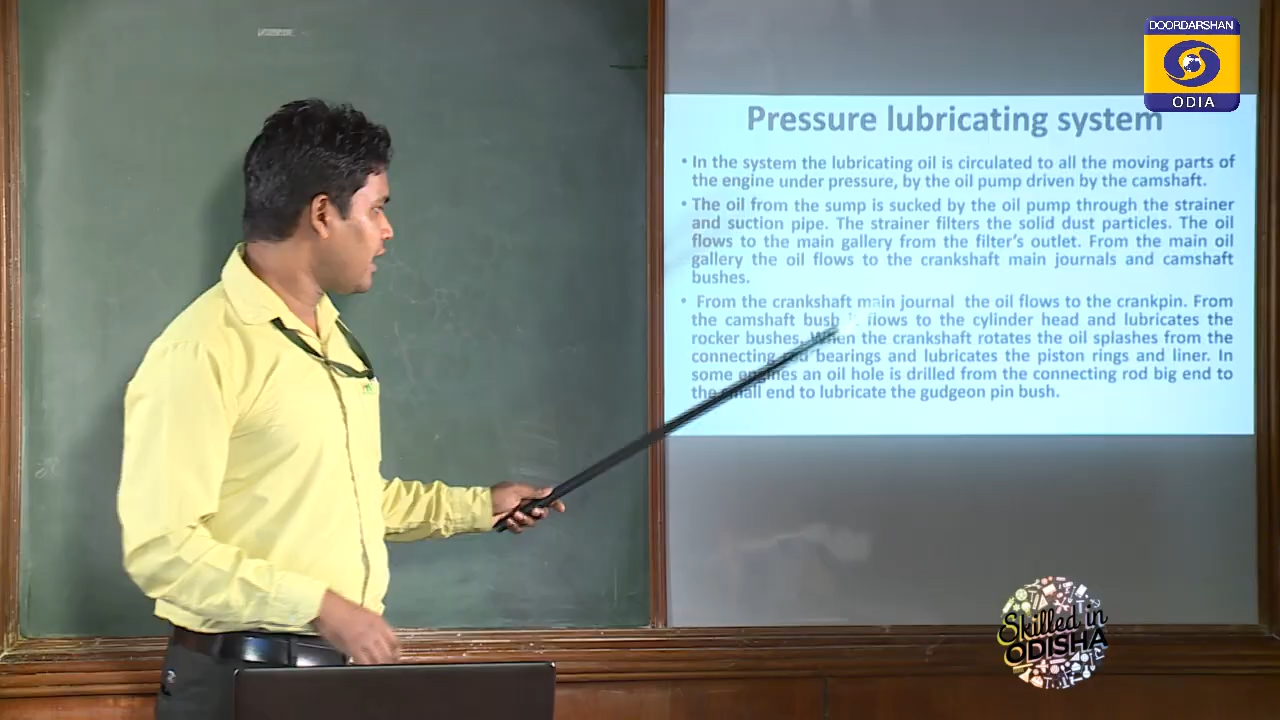 DOORDARSHAN
ODIA
Pressure lubricating system
• In the system the lubricating oil is circulated to all the moving parts of
the engine under pressure, by the oil pump driven by the camshaft.
• The oil from the sump is sucked by the oil pump through the strainer
and suction pipe. The strainer filters the solid dust particles. The oil
flows to the main gallery from the filter's outlet. From the main oil
gallery the oil flows to the crankshaft main journals and camshaft
bushes.
• From the crankshaft main journal the oil flows to the crankpin. From
the camshaft bush flows to the cylinder head and lubricates the
rocker bushes. When the crankshaft rotates the oil splashes from the
connecting rod bearings and lubricates the piston rings and liner. In
some engines an oil hole is drilled from the connecting rod big end to
the small end to lubricate the gudgeon pin bush.
Skilled in
ODISHA